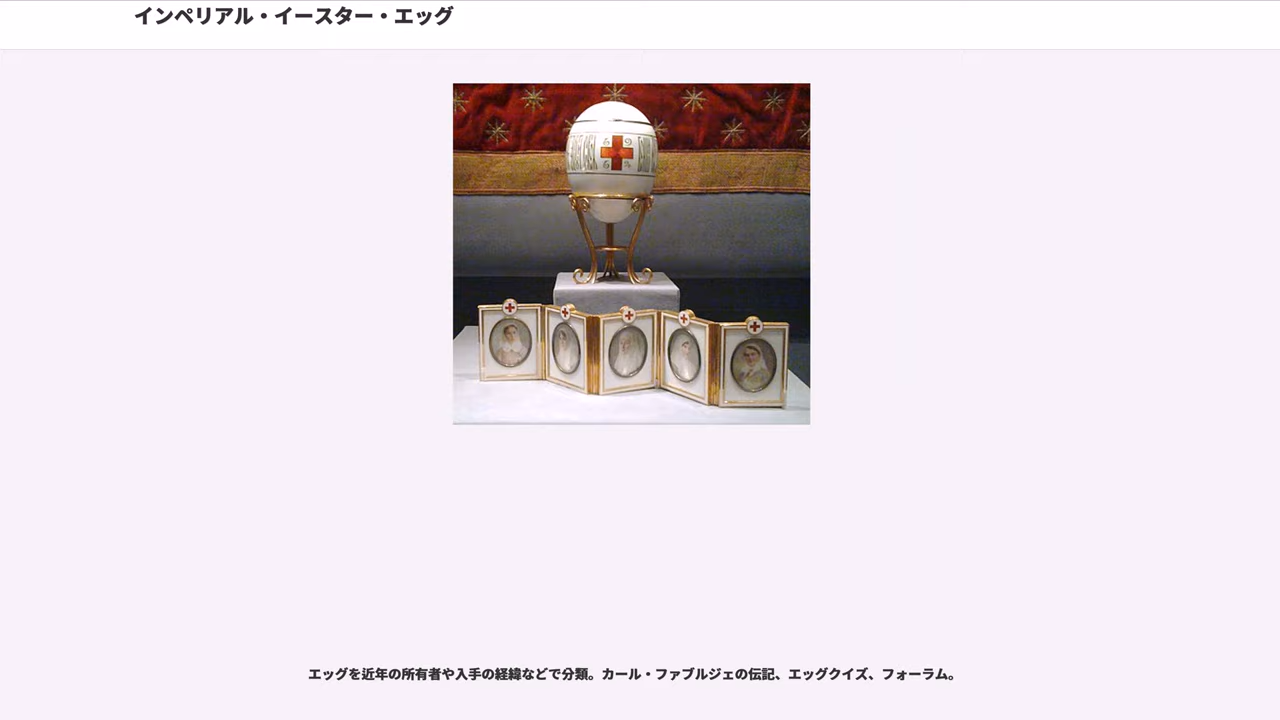 インペリアル・イースター・エッグ
エッグを近年の所有者や入手の経緯などで分類。カール・ファブルジェの伝記、エッグクイズ、フォーラム。